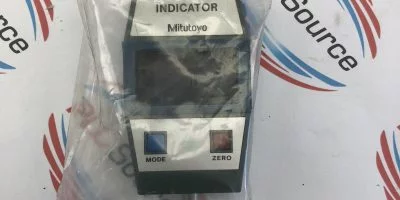 INDICATOR
Mitutoyo
MODE ZERO
Source
Source